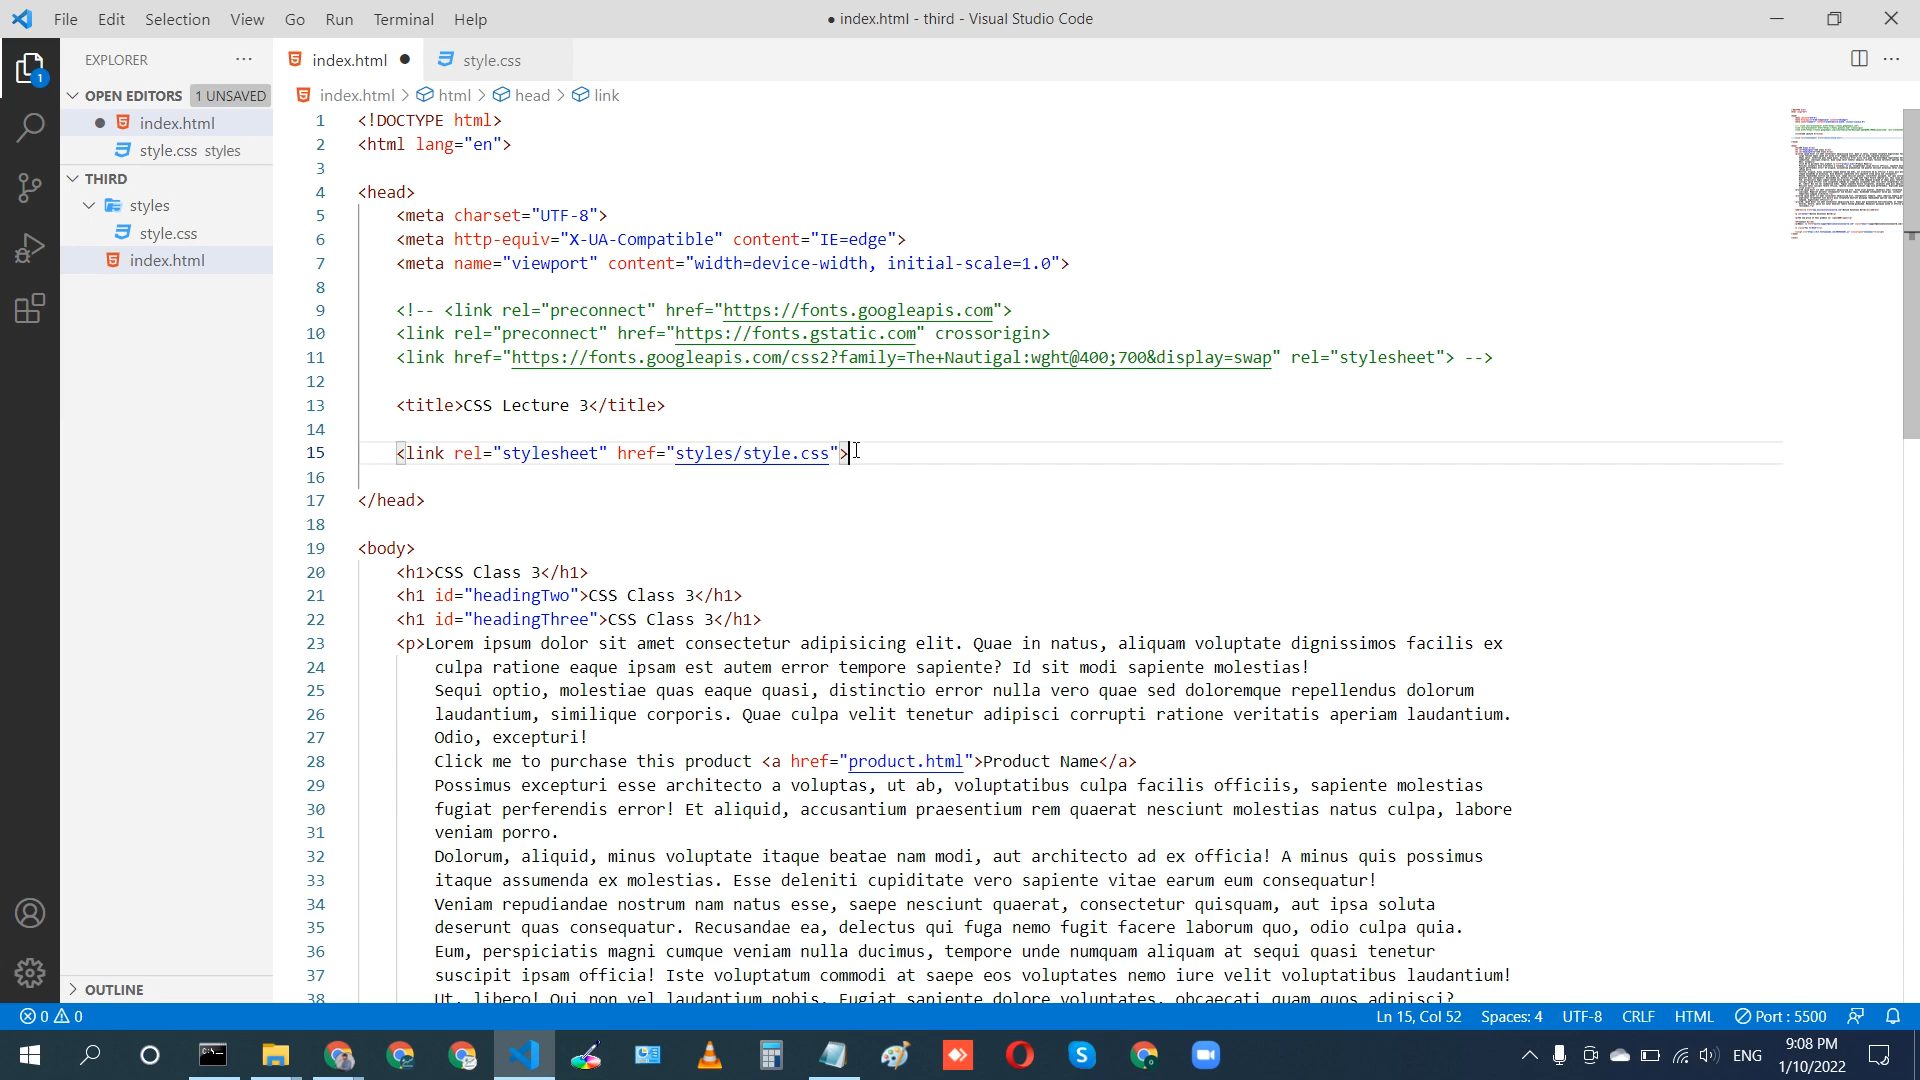 File Edit Selection View Go Run Terminal Help
● index.html - third - Visual Studio Code
EXPLORER
OPEN EDITORS 1 UNSAVED
index.html
style.css styles
THIRD
styles
style.css
index.html
OUTLINE
index.html ●
style.css
index.html > html > head > link
1 <!DOCTYPE html>
2 <html lang="en">
3
4 <head>
5 <meta charset="UTF-8">
6 <meta http-equiv="X-UA-Compatible" content="IE=edge">
7 <meta name="viewport" content="width=device-width, initial-scale=1.0">
8
9 <!-- <link rel="preconnect" href="https://fonts.googleapis.com">
10 <link rel="preconnect" href="https://fonts.gstatic.com" crossorigin>
11 <link href="https://fonts.googleapis.com/css2?family=The+Nautigal:wght@400;700&display=swap" rel="stylesheet"> -->
12
13 <title>CSS Lecture 3</title>
14
15 <link rel="stylesheet" href="styles/style.css">
16
17 </head>
18
19 <body>
20 <h1>CSS Class 3</h1>
21 <h1 id="headingTwo">CSS Class 3</h1>
22 <h1 id="headingThree">CSS Class 3</h1>
23 <p>Lorem ipsum dolor sit amet consectetur adipisicing elit. Quae in natus, aliquam voluptate dignissimos facilis ex
24 culpa ratione eaque ipsam est autem error tempore sapiente? Id sit modi sapiente molestias!
25 Sequi optio, molestiae quas eaque quasi, distinctio error nulla vero quae sed doloremque repellendus dolorum
26 laudantium, similique corporis. Quae culpa velit tenetur adipisci corrupti ratione veritatis aperiam laudantium.
27 Odio, excepturi!
28 Click me to purchase this product <a href="product.html">Product Name</a>
29 Possimus excepturi esse architecto a voluptas, ut ab, voluptatibus culpa facilis officiis, sapiente molestias
30 fugiat perferendis error! Et aliquid, accusantium praesentium rem quaerat nesciunt molestias natus culpa, labore
31 veniam porro.
32 Dolorum, aliquid, minus voluptate itaque beatae nam modi, aut architecto ad ex officia! A minus quis possimus
33 itaque assumenda ex molestias. Esse deleniti cupiditate vero sapiente vitae earum eum consequatur!
34 Veniam repudiandae nostrum nam natus esse, saepe nesciunt quaerat, consectetur quisquam, aut ipsa soluta
35 deserunt quas consequatur. Recusandae ea, delectus qui fuga nemo fugit facere laborum quo, odio culpa quia.
36 Eum, perspiciatis magni cumque veniam nulla ducimus, tempore unde numquam aliquam at sequi quasi tenetur
37 suscipit ipsam officia! Iste voluptatum commodi at saepe eos voluptates nemo iure velit voluptatibus laudantium!
38 Ut, libero! Qui non vel laudantium nobis. Fugiat sapiente dolore voluptates, obcaecati quam quos adipisci?
0 0 Ln 15, Col 52 Spaces: 4 UTF-8 CRLF HTML Port : 5500
ENG
9:08 PM
1/10/2022